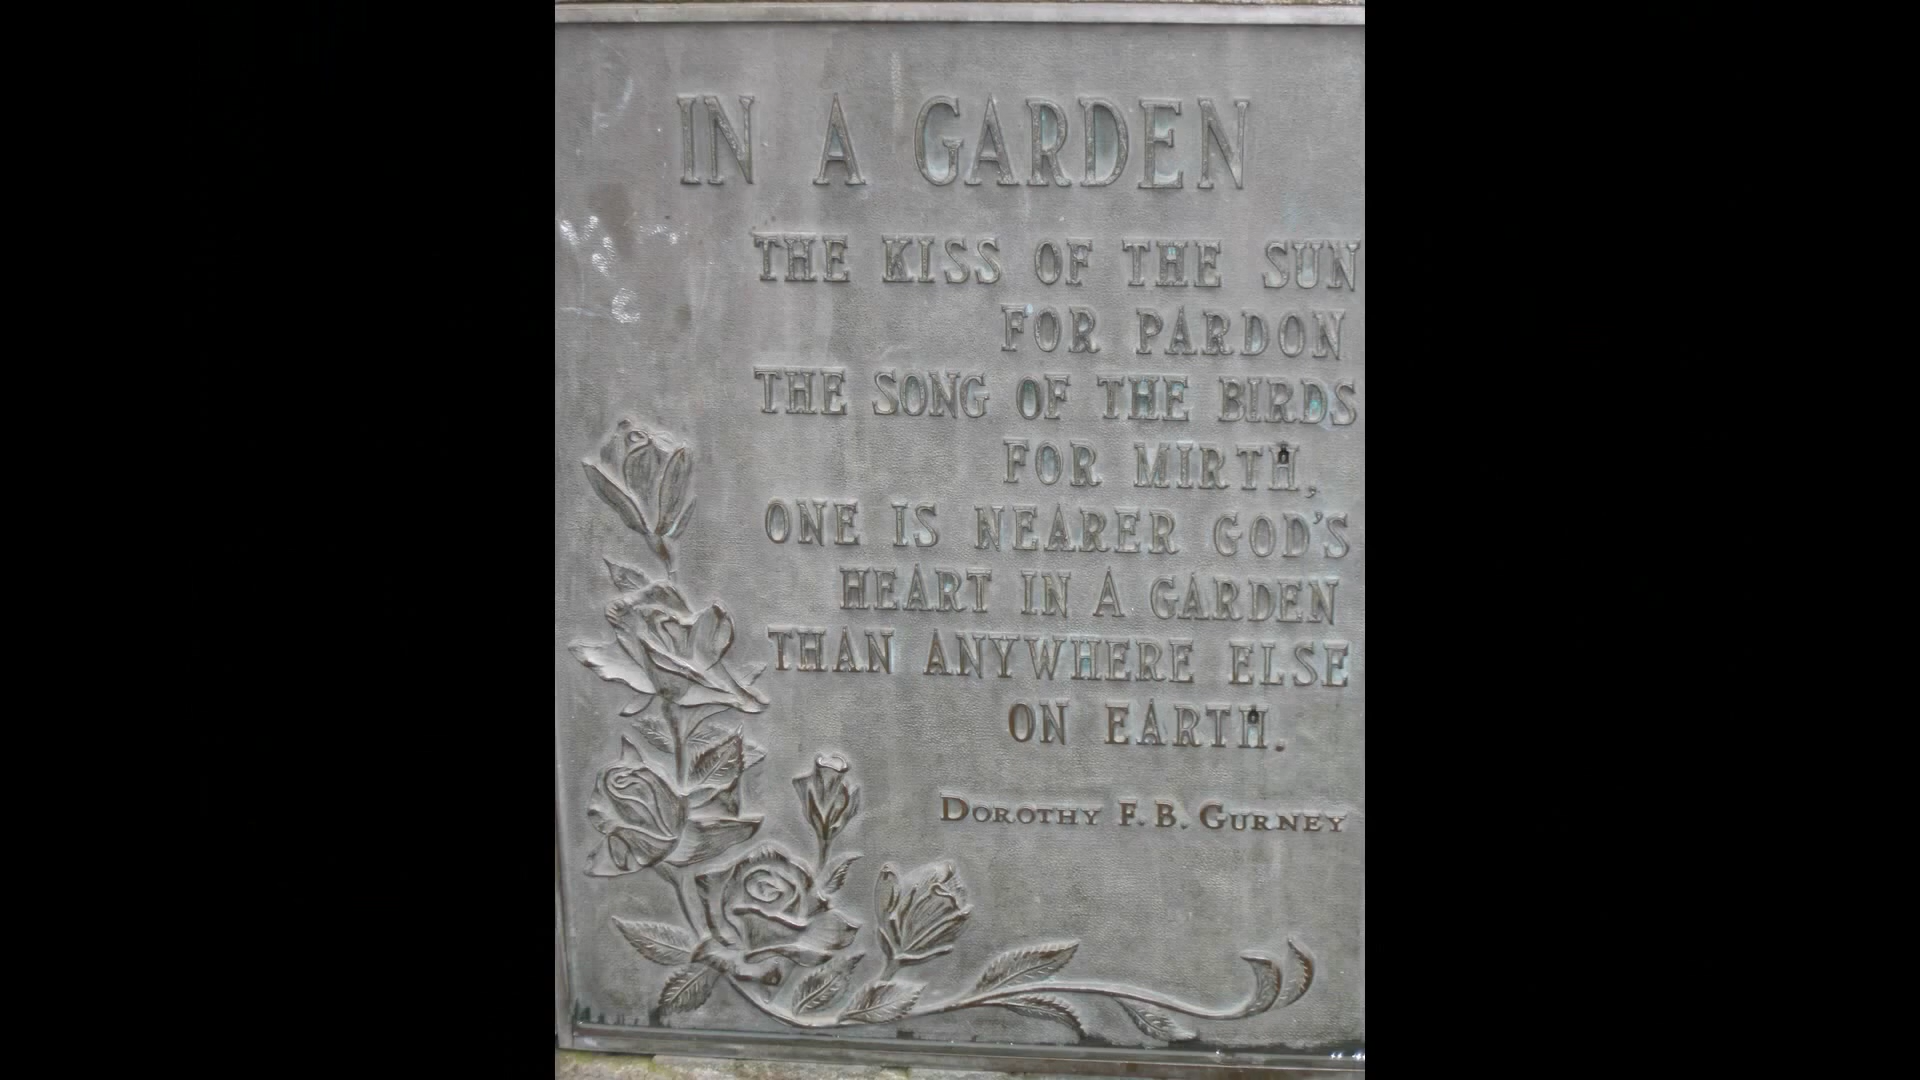 IN A GARDEN
THE KISS OF THE SUN
FOR PARDON
THE SONG OF THE BIRDS
FOR MIRTH,
ONE IS NEARER GOD'S
HEART IN A GARDEN
THAN ANYWHERE ELSE
ON EARTH.
DOROTHY F. B. GURNEY